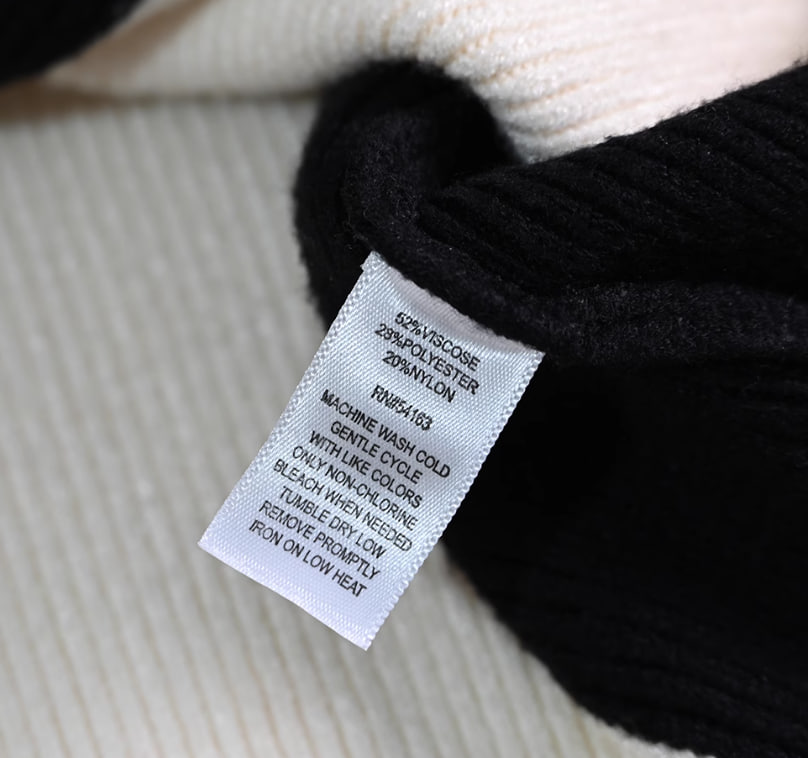 52%VISCOSE
28%POLYESTER
20%NYLON
RN#54163
MACHINE WASH COLD
GENTLE CYCLE
WITH LIKE COLORS
ONLY NON-CHLORINE
BLEACH WHEN NEEDED
TUMBLE DRY LOW
REMOVE PROMPTLY
IRON ON LOW HEAT